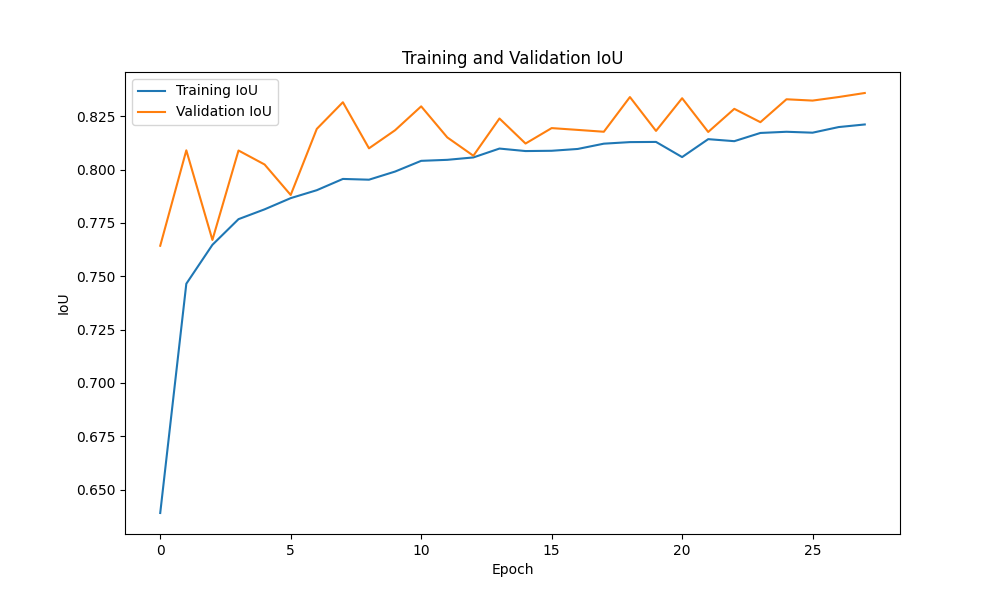 Training and Validation IoU
Training IoU
Validation IoU
0.825
0.800
0.775
0.750
0.725
0.700
0.675
0.650
IoU
0 5 10 15 20 25
Epoch